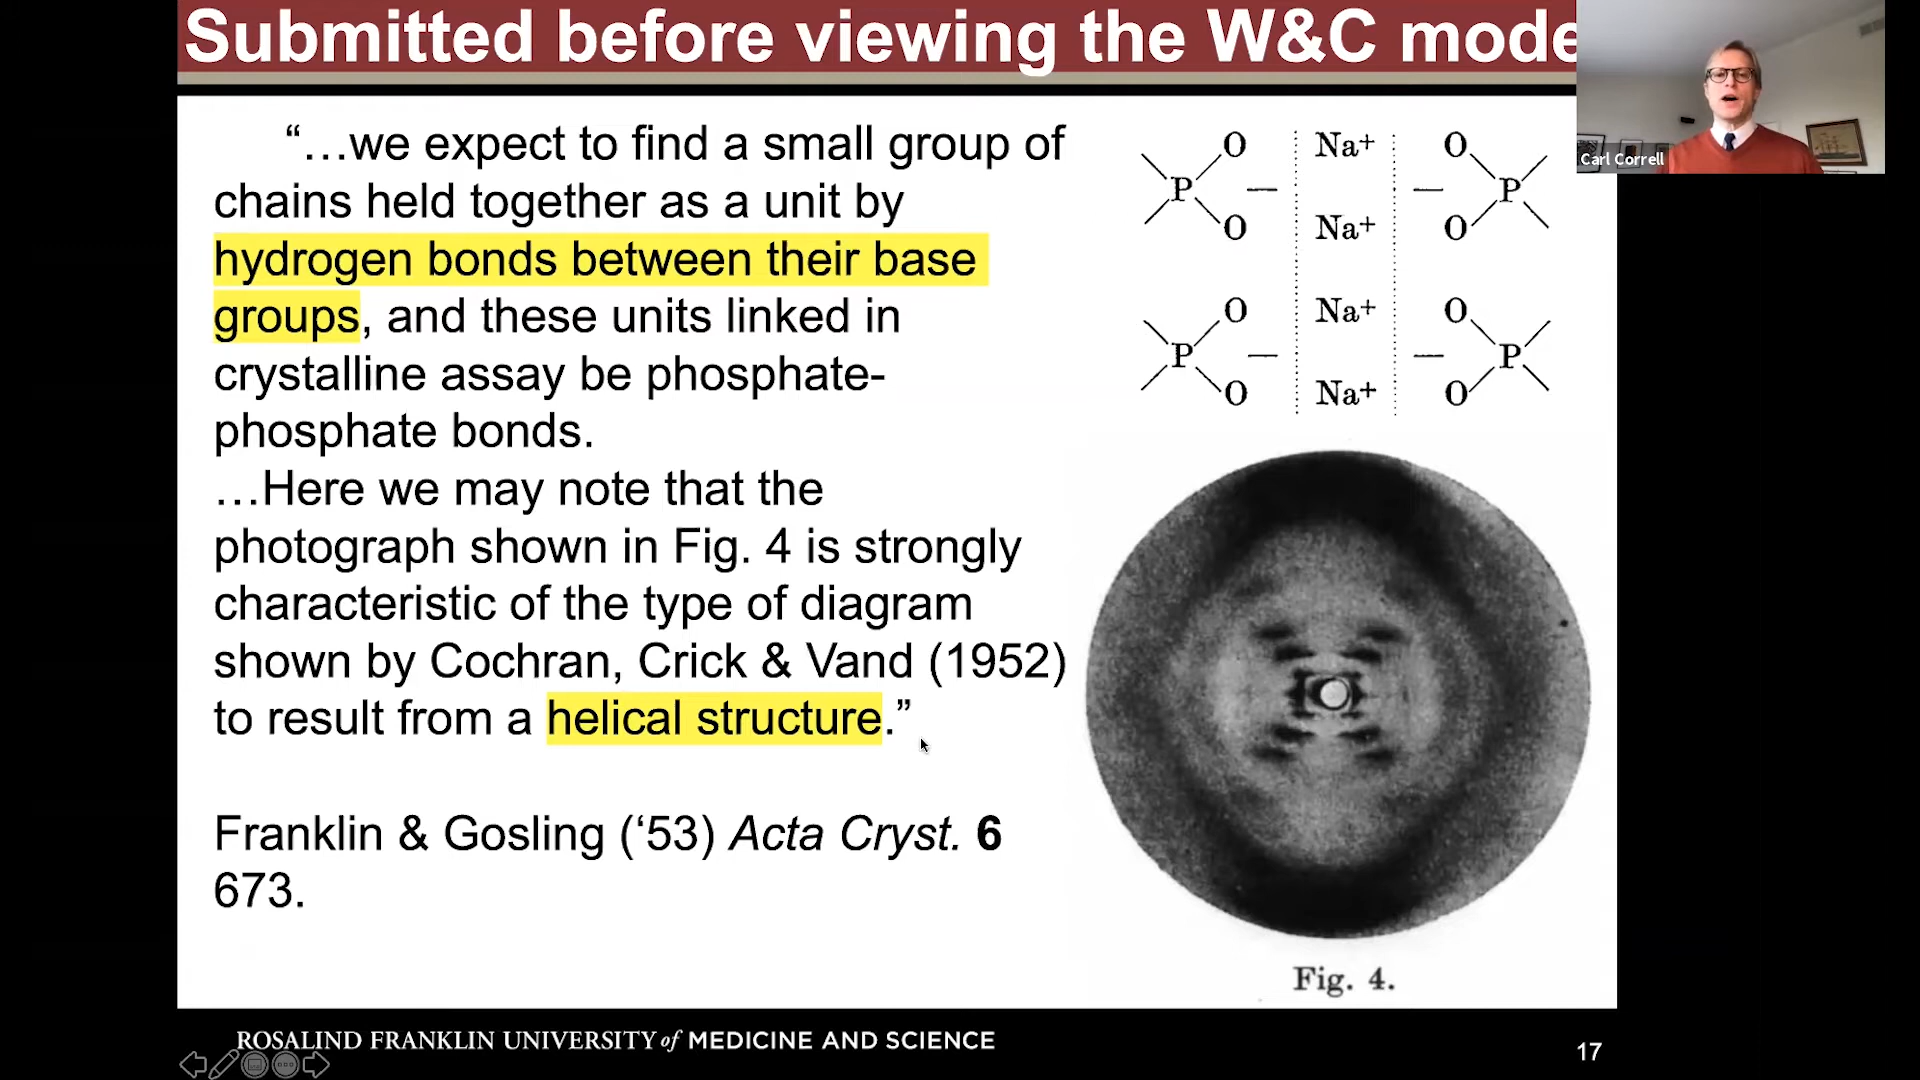 Submitted before viewing the W&C mode
Carl Correll
“…we expect to find a small group of
chains held together as a unit by
hydrogen bonds between their base
groups, and these units linked in
crystalline assay be phosphate-
phosphate bonds.
…Here we may note that the
photograph shown in Fig. 4 is strongly
characteristic of the type of diagram
shown by Cochran, Crick & Vand (1952)
to result from a helical structure.”
Franklin & Gosling (‘53) Acta Cryst. 6
673.
O Na+ O
P — — P
O Na+ O
O Na+ O
P — — P
O Na+ O
Fig. 4.
ROSALIND FRANKLIN UNIVERSITY of MEDICINE AND SCIENCE
17